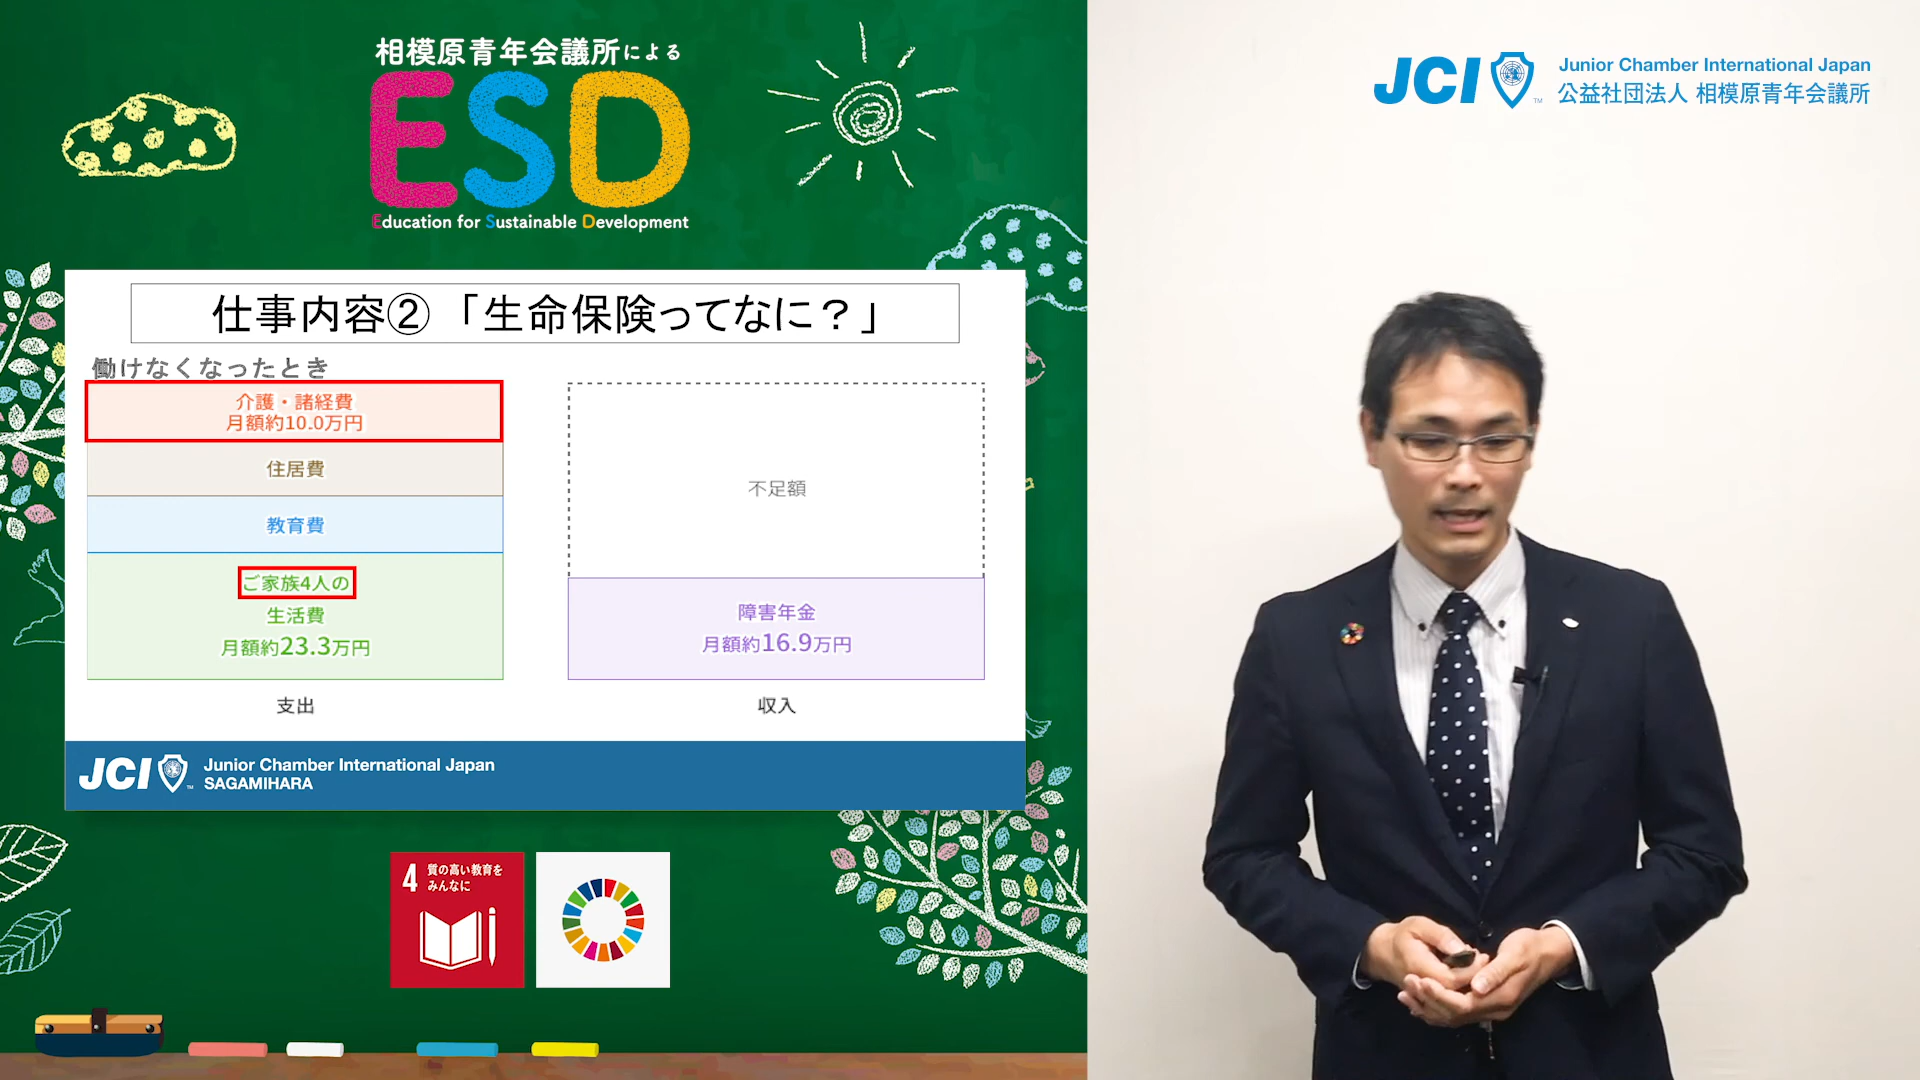 相模原青年会議所による
ESD
Education for Sustainable Development
仕事内容②「生命保険ってなに？」
働けなくなったとき
介護・諸経費
月額約10.0万円
住居費
教育費
ご家族4人の
生活費
月額約23.3万円
支出
不足額
障害年金
月額約16.9万円
収入
JCI
TM
Junior Chamber International Japan
SAGAMIHARA
4 質の高い教育を
みんなに
JCI
TM
Junior Chamber International Japan
公益社団法人 相模原青年会議所